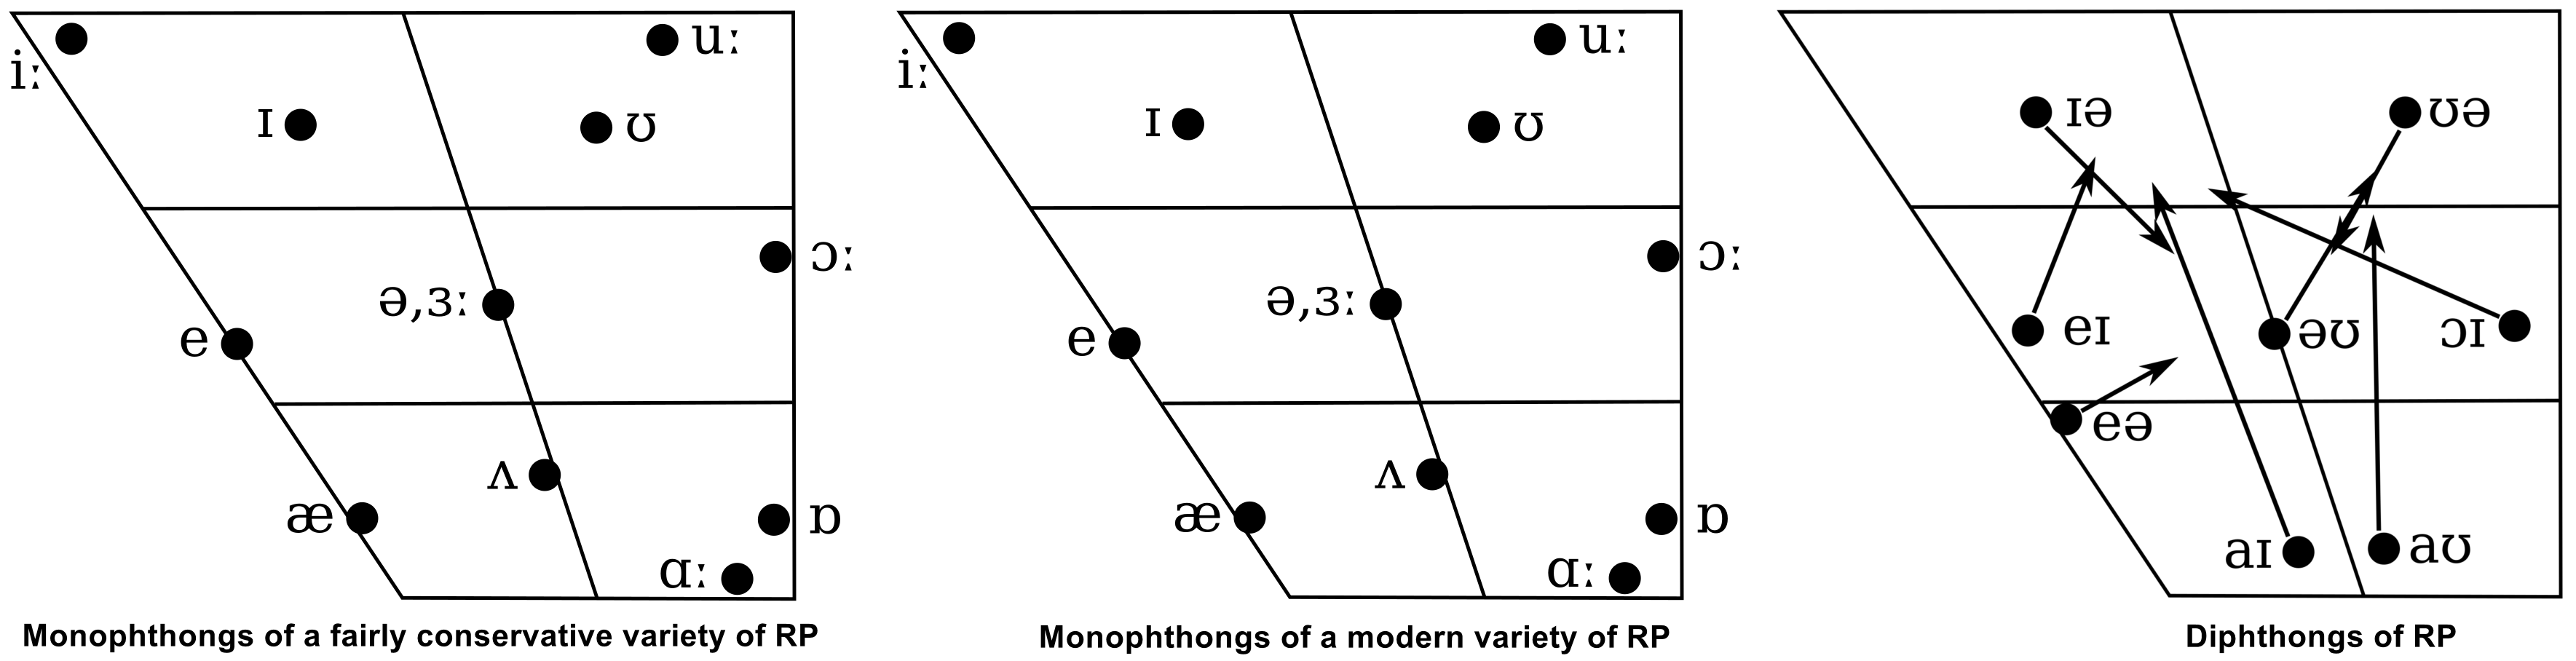 iː
uː
ɪ
ʊ
ɔː
ə,ɜː
e
ʌ
æ
ɒ
ɑː
Monophthongs of a fairly conservative variety of RP
iː
uː
ɪ
ʊ
ɔː
ə,ɜː
e
ʌ
æ
ɒ
ɑː
Monophthongs of a modern variety of RP
ɪə
ʊə
eɪ
əʊ
ɔɪ
eə
aɪ
aʊ
Diphthongs of RP